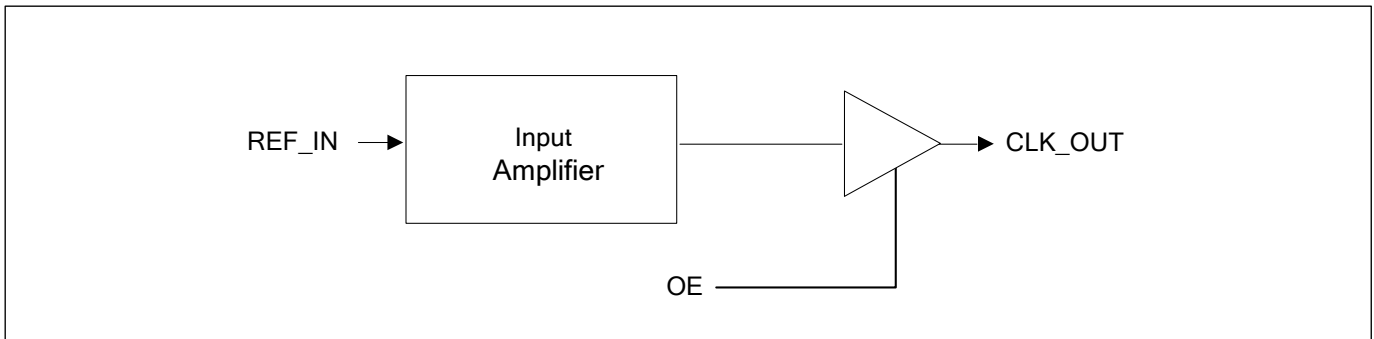 REF_IN
Input
Amplifier
CLK_OUT
OE